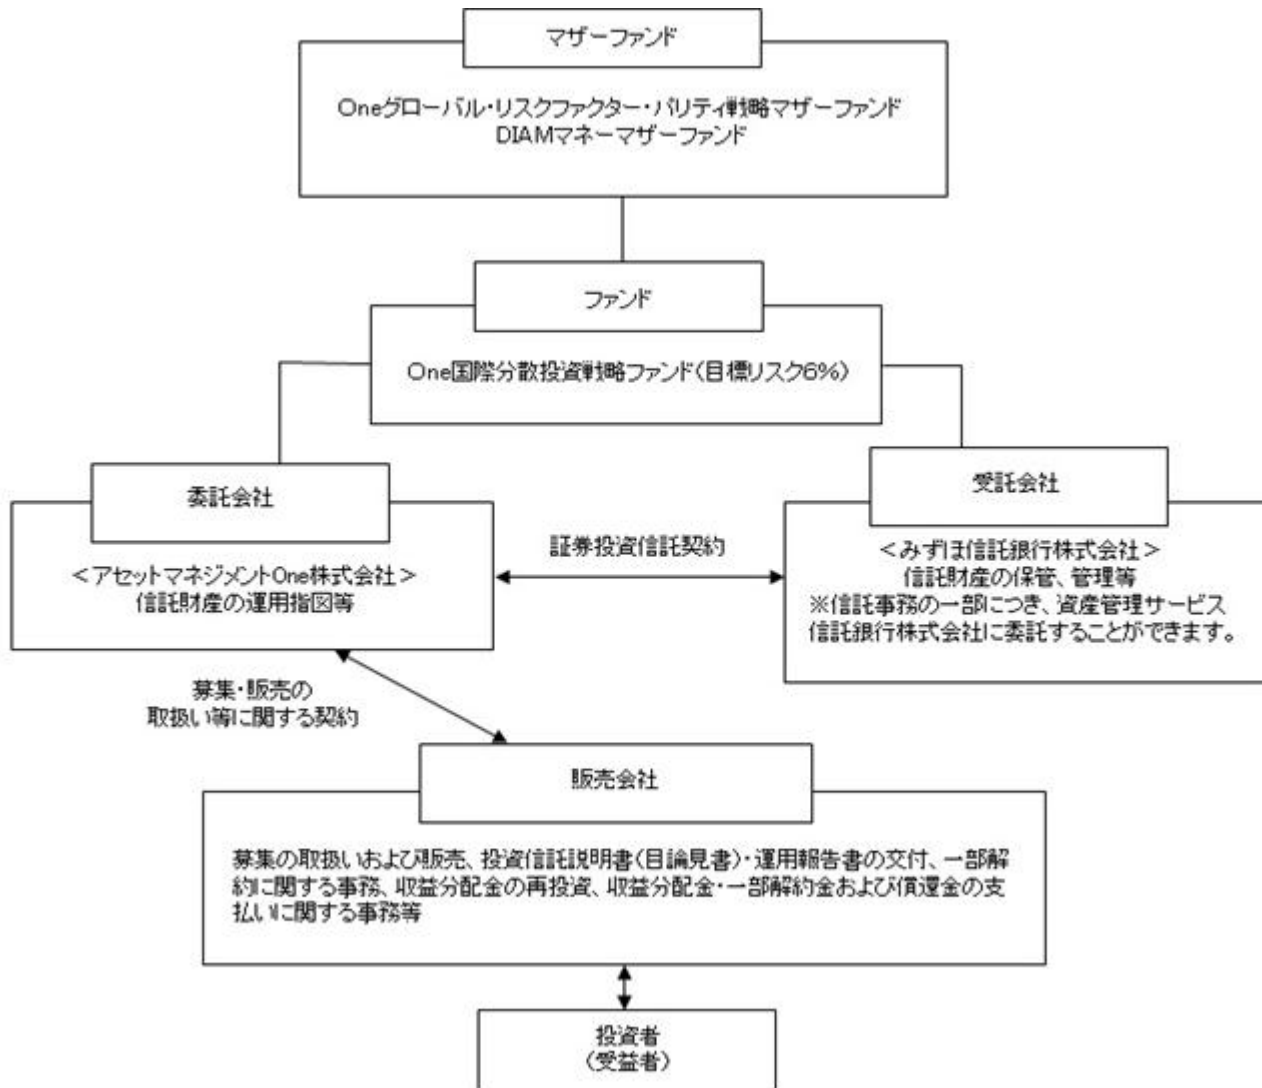 マザーファンド
Oneグローバル・リスクファクター・パリティ戦略マザーファンド
DIAMマネーマザーファンド
ファンド
One国際分散投資戦略ファンド(目標リスク6%)
委託会社
<アセットマネジメントOne株式会社>
信託財産の運用指図等
証券投資信託契約
受託会社
<みずほ信託銀行株式会社>
信託財産の保管、管理等
※信託事務の一部につき、資産管理サービス
信託銀行株式会社に委託することができます。
募集・販売の
取扱い等に関する契約
販売会社
募集の取扱いおよび販売、投資信託説明書(目論見書)・運用報告書の交付、一部解
約に関する事務、収益分配金の再投資、収益分配金・一部解約金および償還金の支
払いに関する事務等
投資者
(受益者)